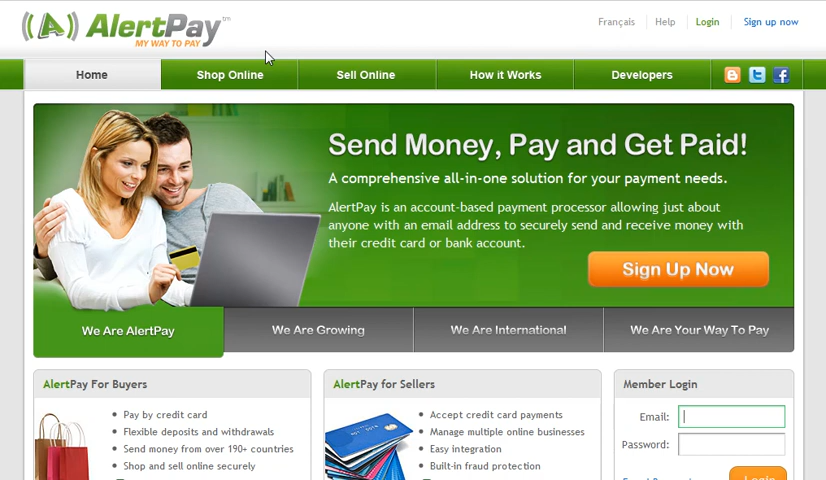 AlertPay™
MY WAY TO PAY
Français Help Login Sign up now
Home Shop Online Sell Online How it Works Developers
Send Money, Pay and Get Paid!
A comprehensive all-in-one solution for your payment needs.
AlertPay is an account-based payment processor allowing just about
anyone with an email address to securely send and receive money with
their credit card or bank account.
Sign Up Now
We Are AlertPay We Are Growing We Are International We Are Your Way To Pay
AlertPay For Buyers
• Pay by credit card
• Flexible deposits and withdrawals
• Send money from over 190+ countries
• Shop and sell online securely
AlertPay for Sellers
• Accept credit card payments
• Manage multiple online businesses
• Easy integration
• Built-in fraud protection
Member Login
Email:
Password:
Login